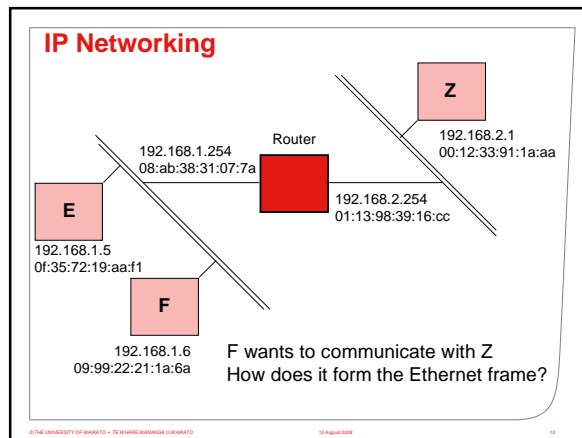 IP Networking
Z
192.168.2.1
00:12:33:91:1a:aa
Router
192.168.1.254
08:ab:38:31:07:7a
192.168.2.254
01:13:98:39:16:cc
E
192.168.1.5
0f:35:72:19:aa:f1
F
192.168.1.6
09:99:22:21:1a:6a
F wants to communicate with Z
How does it form the Ethernet frame?
© THE UNIVERSITY OF WAIKATO • TE WHARE WANANGA O WAIKATO
13 August 2008
13